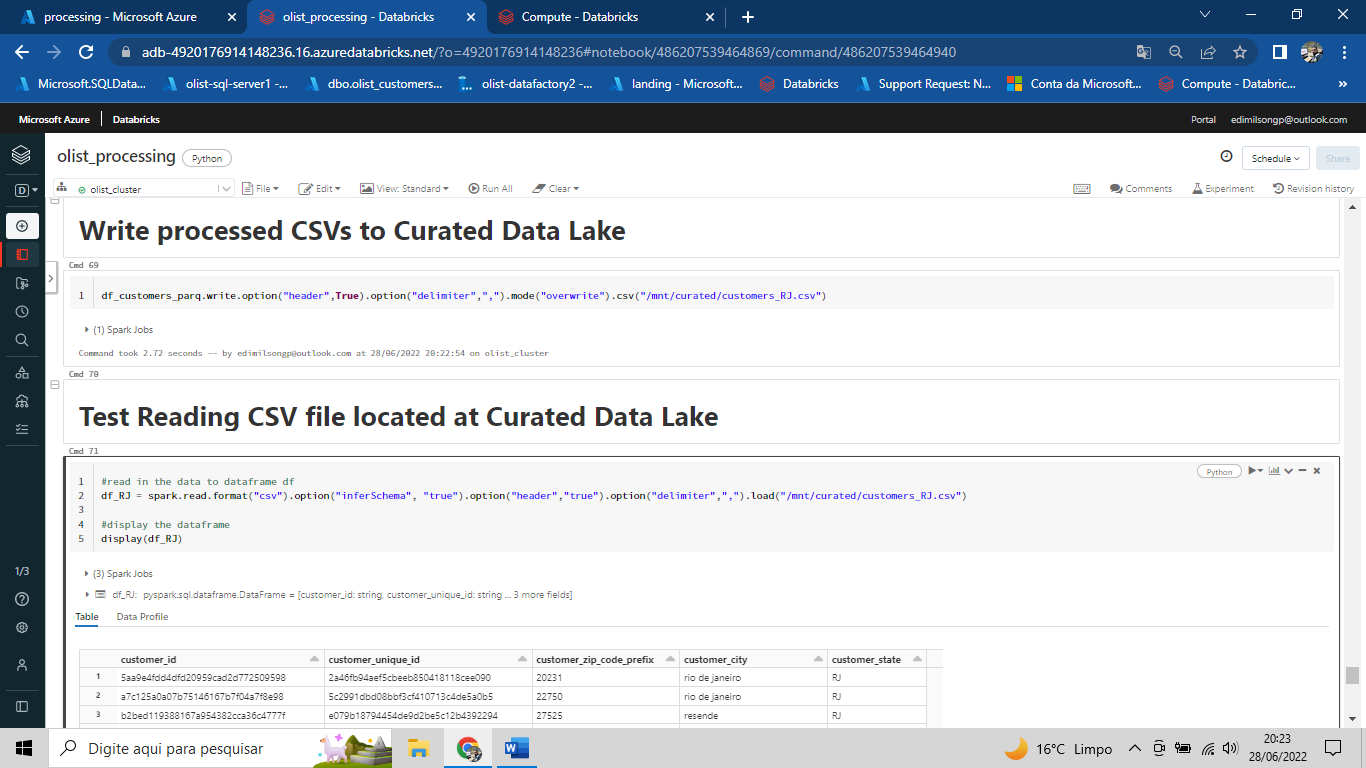 processing - Microsoft Azure
olist_processing - Databricks
Compute - Databricks
adb-4920176914148236.16.azuredatabricks.net/?o=4920176914148236#notebook/486207539464869/command/486207539464940
Microsoft.SQLData...
olist-sql-server1 -...
dbo.olist_customers...
olist-datafactory2 -...
landing - Microsoft...
Databricks
Support Request: N...
Conta da Microsoft...
Compute - Databric...
»
Microsoft Azure
Databricks
Portal
edimilsongp@outlook.com
olist_processing
Python
Schedule
Share
D
olist_cluster
File
Edit
View: Standard
Run All
Clear
Comments
Experiment
Revision history
Write processed CSVs to Curated Data Lake
Cmd 69
1 df_customers_parq.write.option("header",True).option("delimiter",",").mode("overwrite").csv("/mnt/curated/customers_RJ.csv")
(1) Spark Jobs
Command took 2.72 seconds -- by edimilsongp@outlook.com at 28/06/2022 20:22:54 on olist_cluster
Cmd 70
Test Reading CSV file located at Curated Data Lake
Cmd 71
Python
1 #read in the data to dataframe df
2 df_RJ = spark.read.format("csv").option("inferSchema", "true").option("header","true").option("delimiter",",").load("/mnt/curated/customers_RJ.csv")
3
4 #display the dataframe
5 display(df_RJ)
1/3
(3) Spark Jobs
df_RJ: pyspark.sql.dataframe.DataFrame = [customer_id: string, customer_unique_id: string ... 3 more fields]
Table
Data Profile
customer_id customer_unique_id customer_zip_code_prefix customer_city customer_state
1 5aa9e4fdd4dfd20959cad2d772509598 2a46fb94aef5cbeeb850418118cee090 20231 rio de janeiro RJ
2 a7c125a0a07b75146167b7f04a7f8e98 5c2991dbd08bbf3cf410713c4de5a0b5 22750 rio de janeiro RJ
3 b2bed119388167a954382cca36c4777f e079b18794454de9d2be5c12b4392294 27525 resende RJ
Digite aqui para pesquisar
16°C Limpo
20:23
28/06/2022